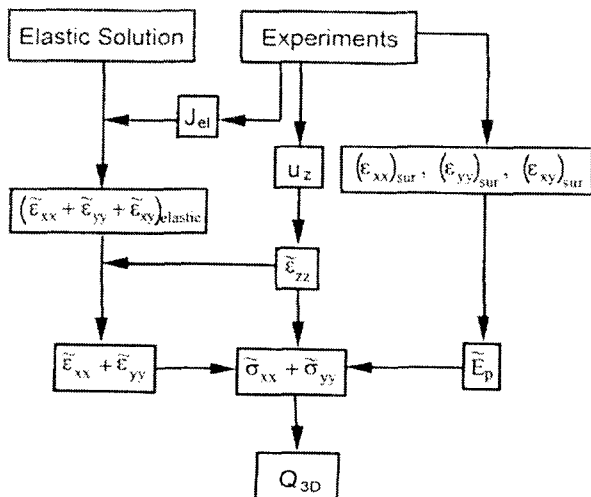 Elastic Solution
Experiments
J_el
u_z
(ε_xx)_sur , (ε_yy)_sur , (ε_xy)_sur
(ε̃_xx + ε̃_yy + ε̃_xy)_elastic
ε̃_zz
ε̃_xx + ε̃_yy
σ̃_xx + σ̃_yy
Ẽ_p
Q_3D